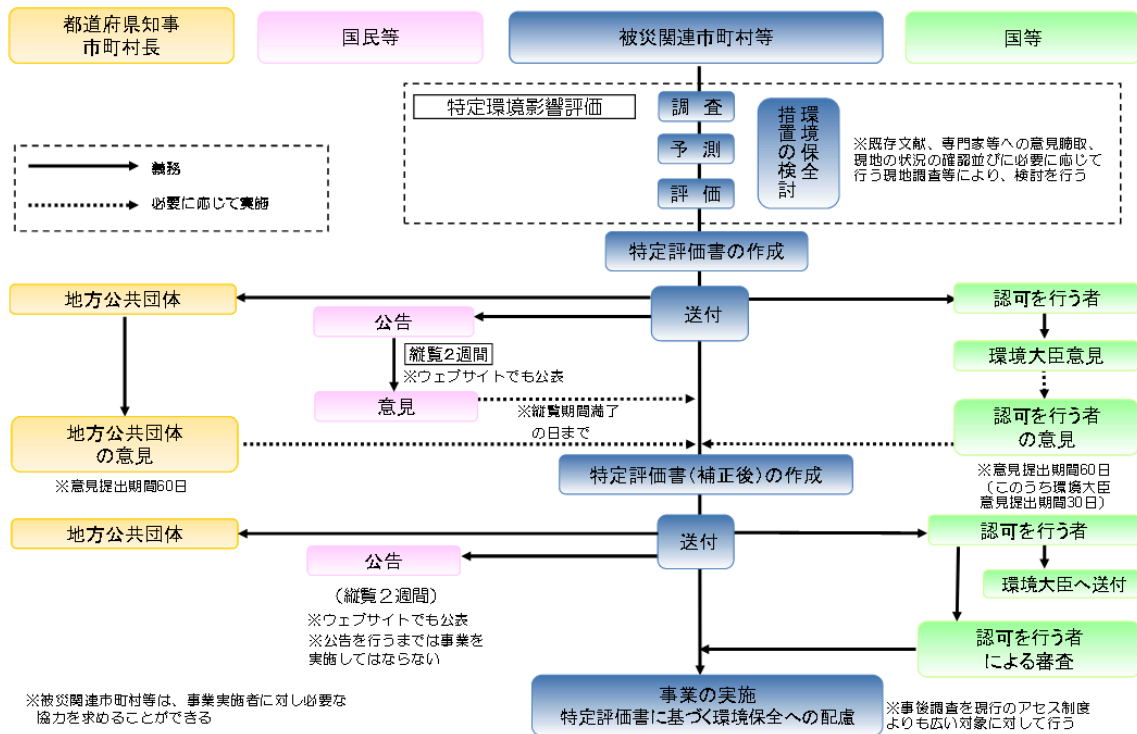 都道府県知事
市町村長
国民等
被災関連市町村等
国等
特定環境影響評価
調 査
予 測
評 価
環境保全
措置の検討
※既存文献、専門家等への意見聴取、
現地の状況の確認並びに必要に応じて
行う現地調査等により、検討を行う
義務
必要に応じて実施
特定評価書の作成
地方公共団体
公告
送付
認可を行う者
縦覧2週間
※ウェブサイトでも公表
環境大臣意見
意見
※縦覧期間満了
の日まで
地方公共団体
の意見
認可を行う者
の意見
※意見提出期間60日
特定評価書(補正後)の作成
※意見提出期間60日
(このうち環境大臣
意見提出期間30日)
地方公共団体
公告
送付
認可を行う者
環境大臣へ送付
(縦覧2週間)
※ウェブサイトでも公表
※公告を行うまでは事業を
実施してはならない
認可を行う者
による審査
※被災関連市町村等は、事業実施者に対し必要な
協力を求めることができる
事業の実施
特定評価書に基づく環境保全への配慮
※事後調査を現行のアセス制度
よりも広い対象に対して行う